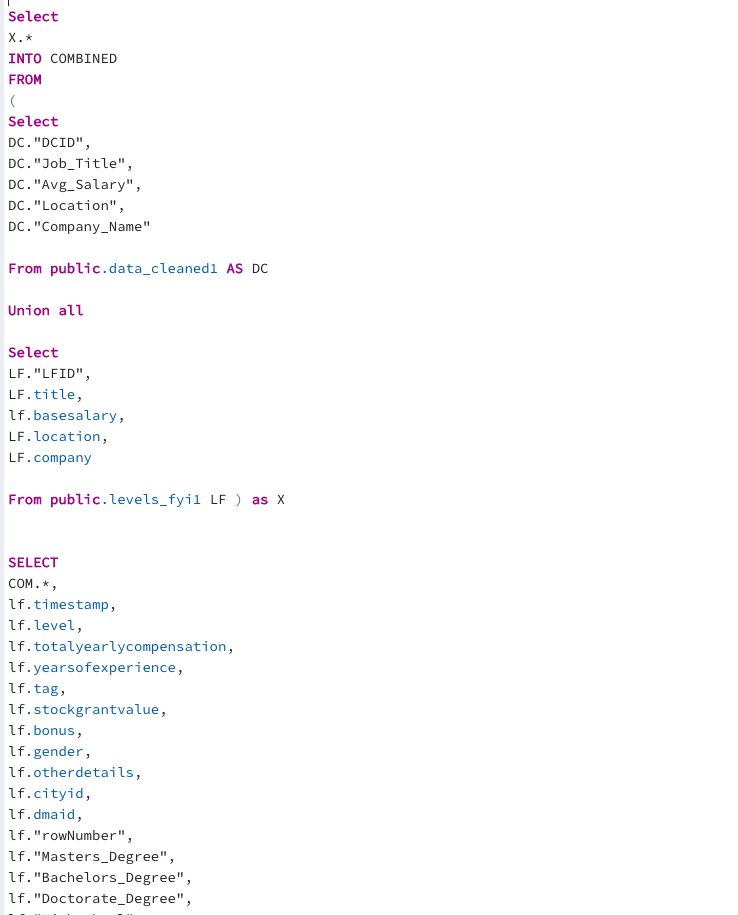 Select
X.*
INTO COMBINED
FROM
(
Select
DC."DCID",
DC."Job_Title",
DC."Avg_Salary",
DC."Location",
DC."Company_Name"
From public.data_cleaned1 AS DC
Union all
Select
LF."LFID",
LF.title,
lf.basesalary,
LF.location,
LF.company
From public.levels_fyi1 LF ) as X
SELECT
COM.*,
lf.timestamp,
lf.level,
lf.totalyearlycompensation,
lf.yearsofexperience,
lf.tag,
lf.stockgrantvalue,
lf.bonus,
lf.gender,
lf.otherdetails,
lf.cityid,
lf.dmaid,
lf."rowNumber",
lf."Masters_Degree",
lf."Bachelors_Degree",
lf."Doctorate_Degree",